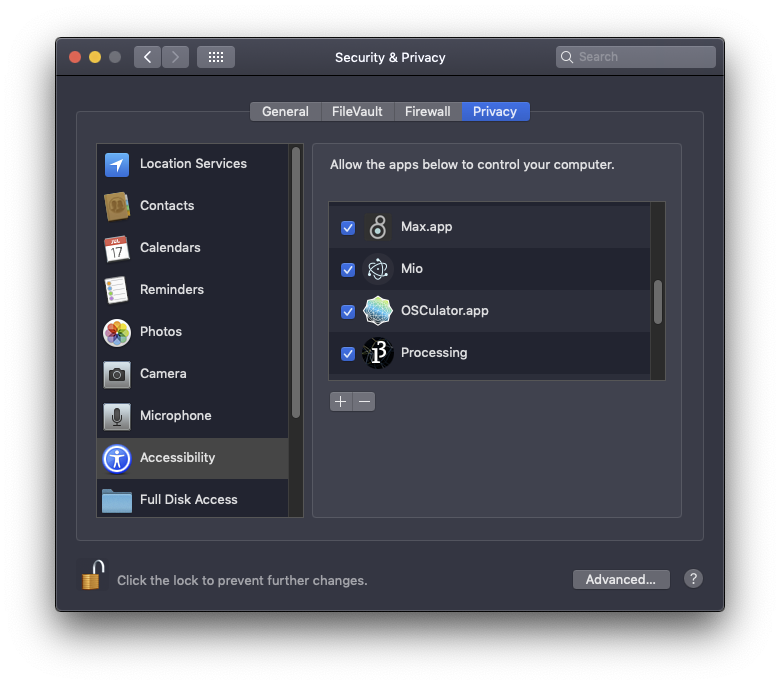 Security & Privacy
Search
General
FileVault
Firewall
Privacy
Location Services
Contacts
JUL
17
Calendars
Reminders
Photos
Camera
Microphone
Accessibility
Full Disk Access
Allow the apps below to control your computer.
Max.app
Mio
OSCulator.app
Processing
+
−
Click the lock to prevent further changes.
Advanced...
?